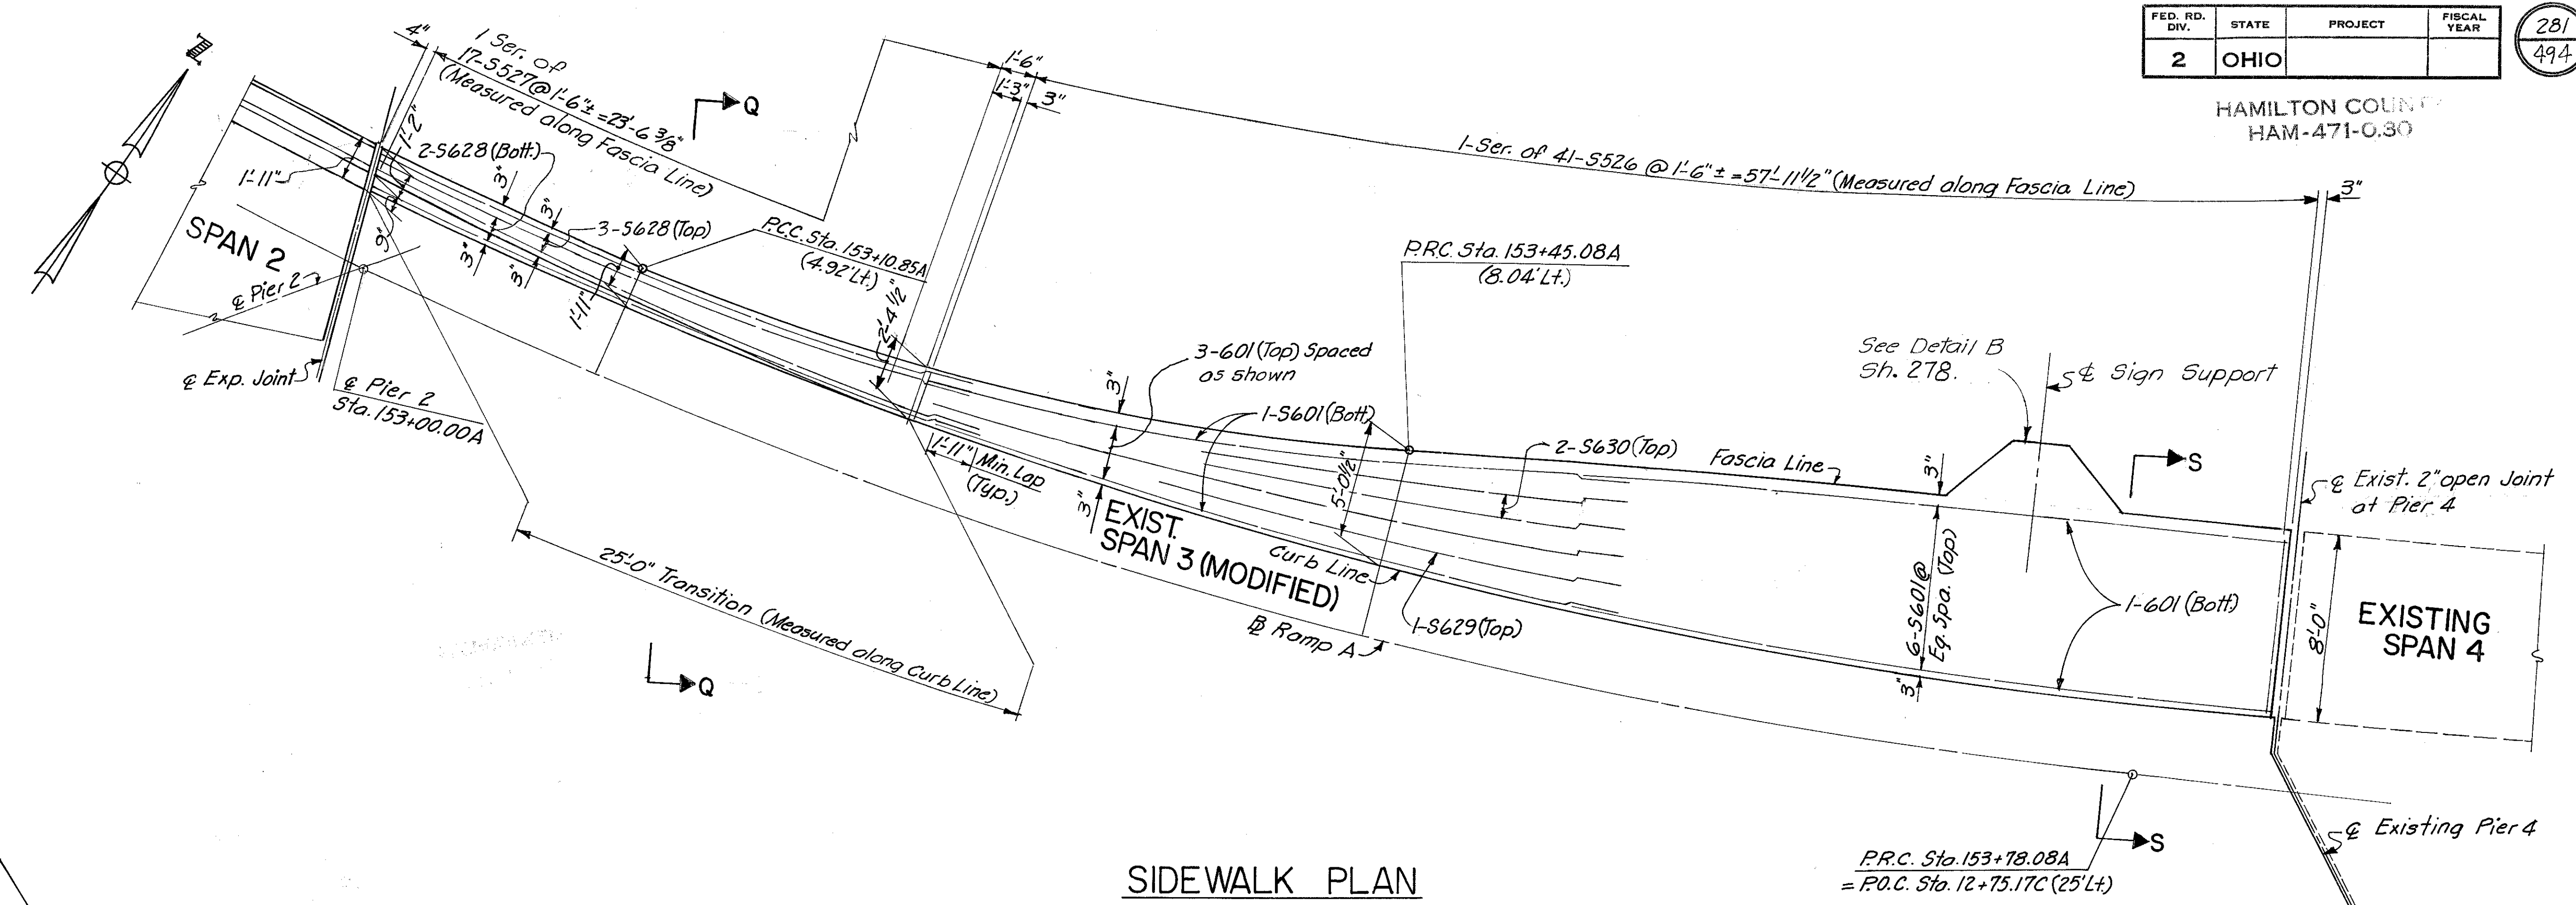 FED. RD. DIV. STATE PROJECT FISCAL YEAR
2 OHIO
281
494
HAMILTON COUNTY
HAM-471-0.30
4"
1 Ser. of
17-S527@1'-6"± =23'-6 3/8"
(Measured along Fascia Line)
Q
1'-6"
1'-3"
3"
1-Ser. of 41-S526 @ 1'-6"± =57'-11 1/2" (Measured along Fascia Line)
3"
1'-2"
2-S628 (Bott.)
3"
1'-11"
3"
3-S628 (Top)
9"
3"
3"
1'-11"
P.C.C. Sta. 153+10.85A
(4.92' Lt.)
2'-4 1/2"
P.R.C. Sta. 153+45.08A
(8.04' Lt.)
SPAN 2
℄ Pier 2
℄ Exp. Joint
℄ Pier 2
Sta. 153+00.00A
3-601 (Top) Spaced
as shown
3"
1-S601 (Bott.)
See Detail B
Sh. 278.
℄ Sign Support
2-S630 (Top)
Fascia Line
3"
S
℄ Exist. 2" open Joint
at Pier 4
1'-11" Min. Lap
(Typ.)
3"
5'-0 1/2"
EXIST.
SPAN 3 (MODIFIED)
Curb Line
1-S629 (Top)
℔ Ramp A
6-S601@
Eq. Spa. (Top)
3"
1-601 (Bott.)
8'-0"
EXISTING
SPAN 4
25'-0" Transition (Measured along Curb Line)
Q
S
℄ Existing Pier 4
P.R.C. Sta. 153+78.08A
= P.O.C. Sta. 12+75.17C (25' Lt.)
SIDEWALK PLAN